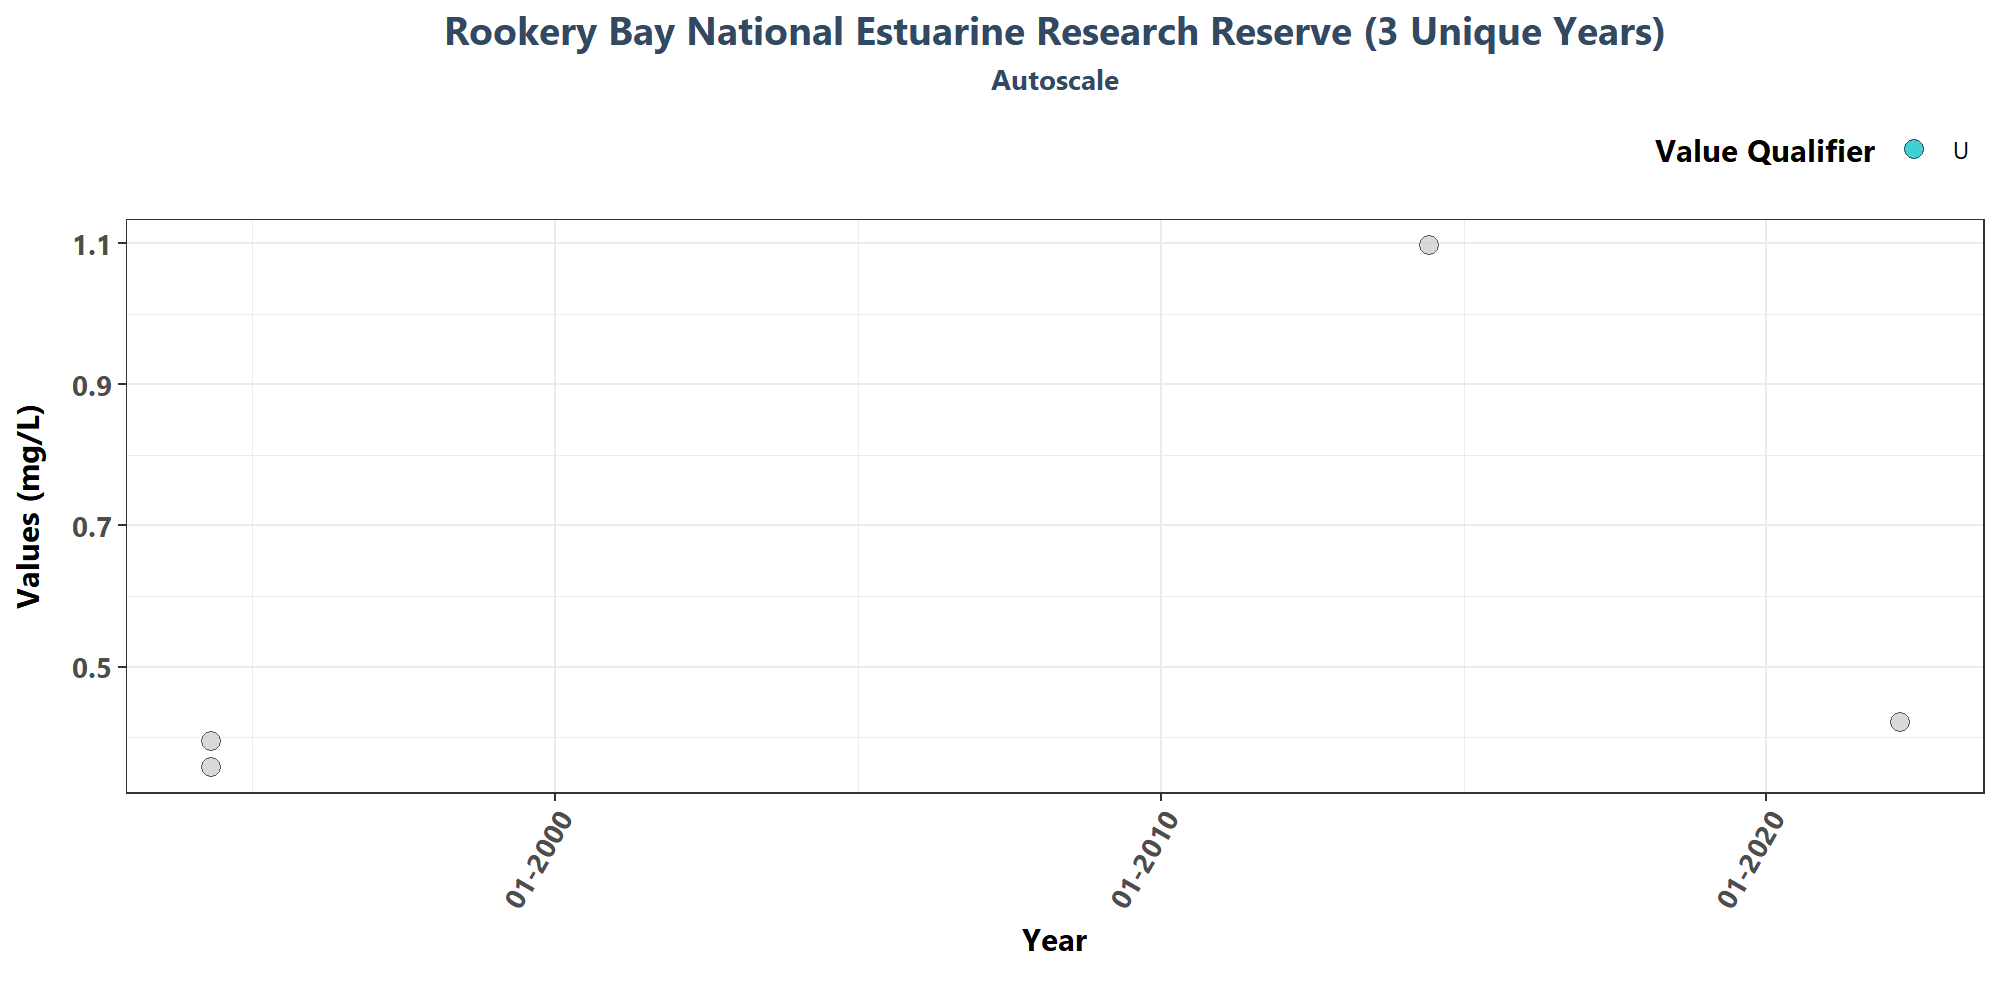 Rookery Bay National Estuarine Research Reserve (3 Unique Years)
Autoscale
Value Qualifier U
1.1
0.9
0.7
0.5
Values (mg/L)
01-2000
01-2010
01-2020
Year